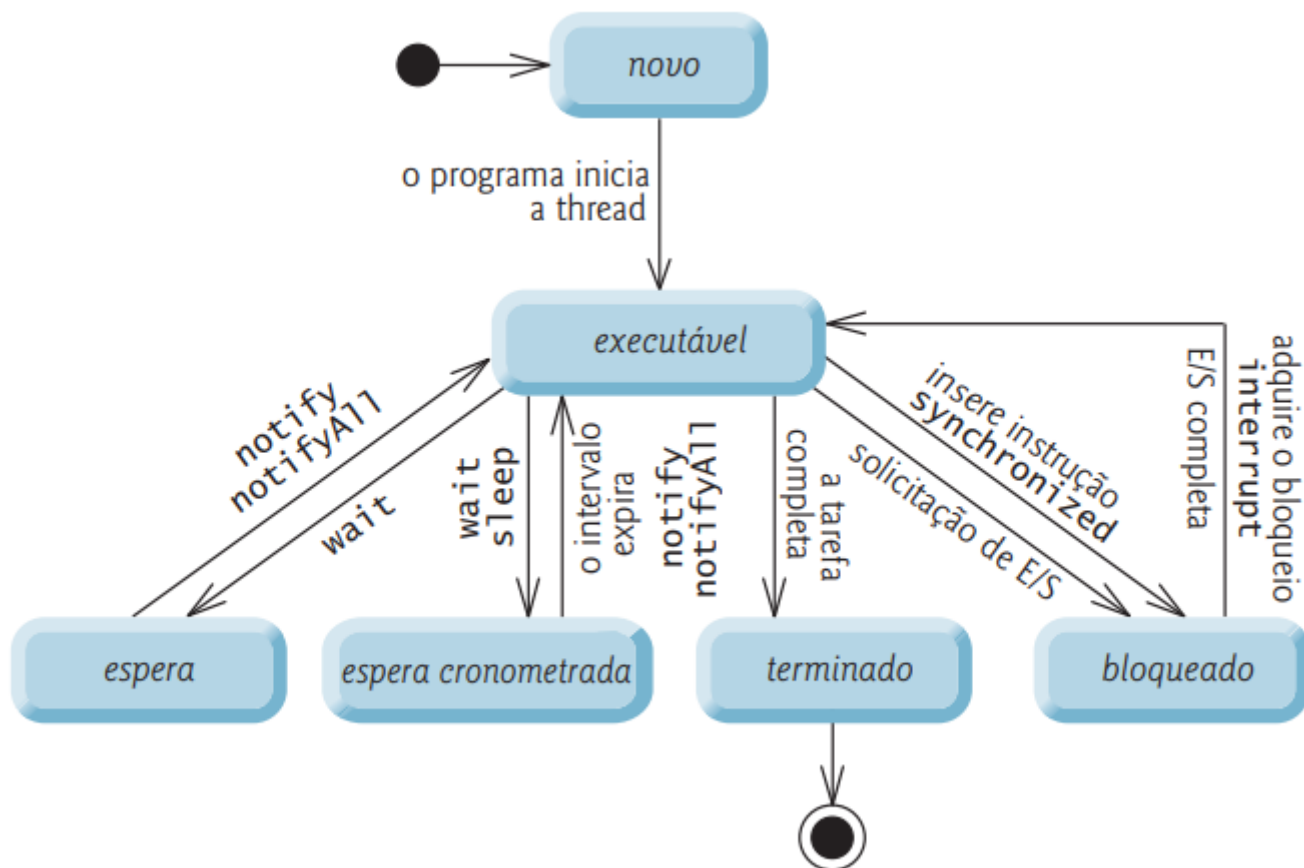 novo
o programa inicia
a thread
executável
notify
notifyAll
wait
wait
sleep
o intervalo
expira
notify
notifyAll
a tarefa
completa
insere instrução
synchronized
solicitação de E/S
adquire o bloqueio
interrupt
E/S completa
espera
espera cronometrada
terminado
bloqueado